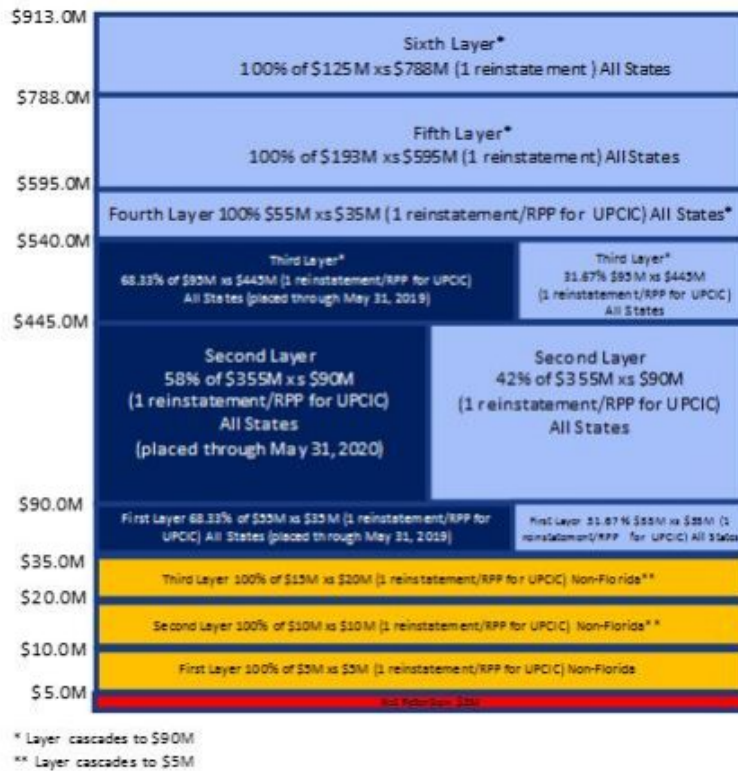 $913.0M
Sixth Layer*
100% of $125M xs $788M (1 reinstatement ) All States
$788.0M
Fifth Layer*
100% of $193M xs $595M (1 reinstatement) All States
$595.0M
Fourth Layer 100% $55M xs $35M (1 reinstatement/RPP for UPCIC) All States*
$540.0M
Third Layer*
68.33% of $95M xs $445M (1 reinstatement/RPP for UPCIC)
All States (placed through May 31, 2019)
Third Layer*
31.67% $95M xs $445M
(1 reinstatement/RPP for UPCIC)
All States
$445.0M
Second Layer
58% of $355M xs $90M
(1 reinstatement/RPP for UPCIC)
All States
(placed through May 31, 2020)
Second Layer
42% of $355M xs $90M
(1 reinstatement/RPP for UPCIC)
All States
$90.0M
First Layer 68.33% of $55M xs $35M (1 reinstatement/RPP for
UPCIC) All States (placed through May 31, 2019)
First Layer 31.67% $55M xs $35M (1
reinstatement/RPP for UPCIC) All States
$35.0M
Third Layer 100% of $15M xs $20M (1 reinstatement/RPP for UPCIC) Non-Florida**
$20.0M
Second Layer 100% of $10M xs $10M (1 reinstatement/RPP for UPCIC) Non-Florida**
$10.0M
First Layer 100% of $5M xs $5M (1 reinstatement/RPP for UPCIC) Non-Florida
$5.0M
* Layer cascades to $90M
** Layer cascades to $5M